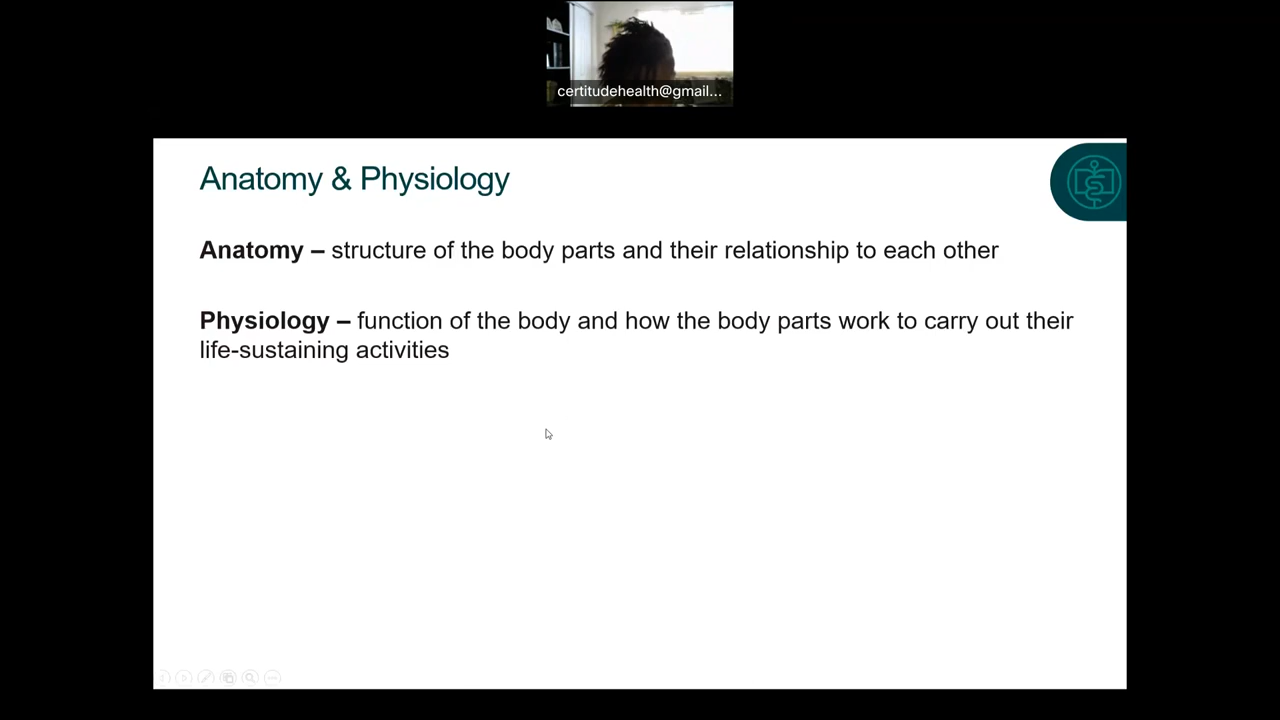 certitudehealth@gmail...
Anatomy & Physiology
Anatomy – structure of the body parts and their relationship to each other
Physiology – function of the body and how the body parts work to carry out their
life-sustaining activities